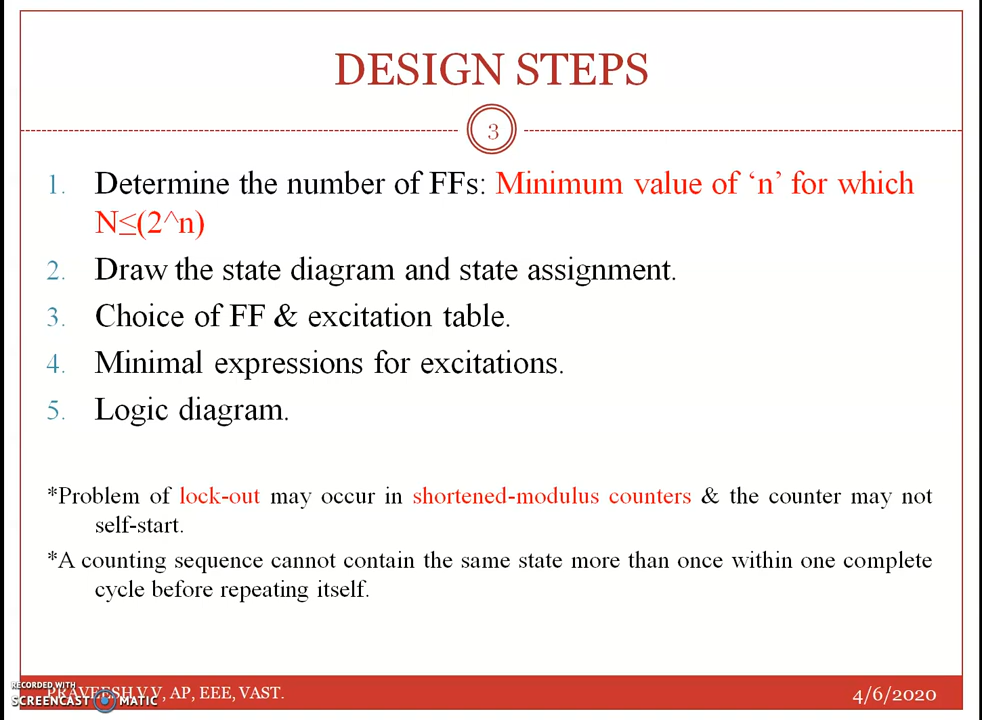 DESIGN STEPS
3
1. Determine the number of FFs: Minimum value of ‘n’ for which
N≤(2^n)
2. Draw the state diagram and state assignment.
3. Choice of FF & excitation table.
4. Minimal expressions for excitations.
5. Logic diagram.
*Problem of lock-out may occur in shortened-modulus counters & the counter may not
self-start.
*A counting sequence cannot contain the same state more than once within one complete
cycle before repeating itself.
RECORDED WITH
PRAVEESH.V.V, AP, EEE, VAST.
SCREENCAST MATIC
4/6/2020